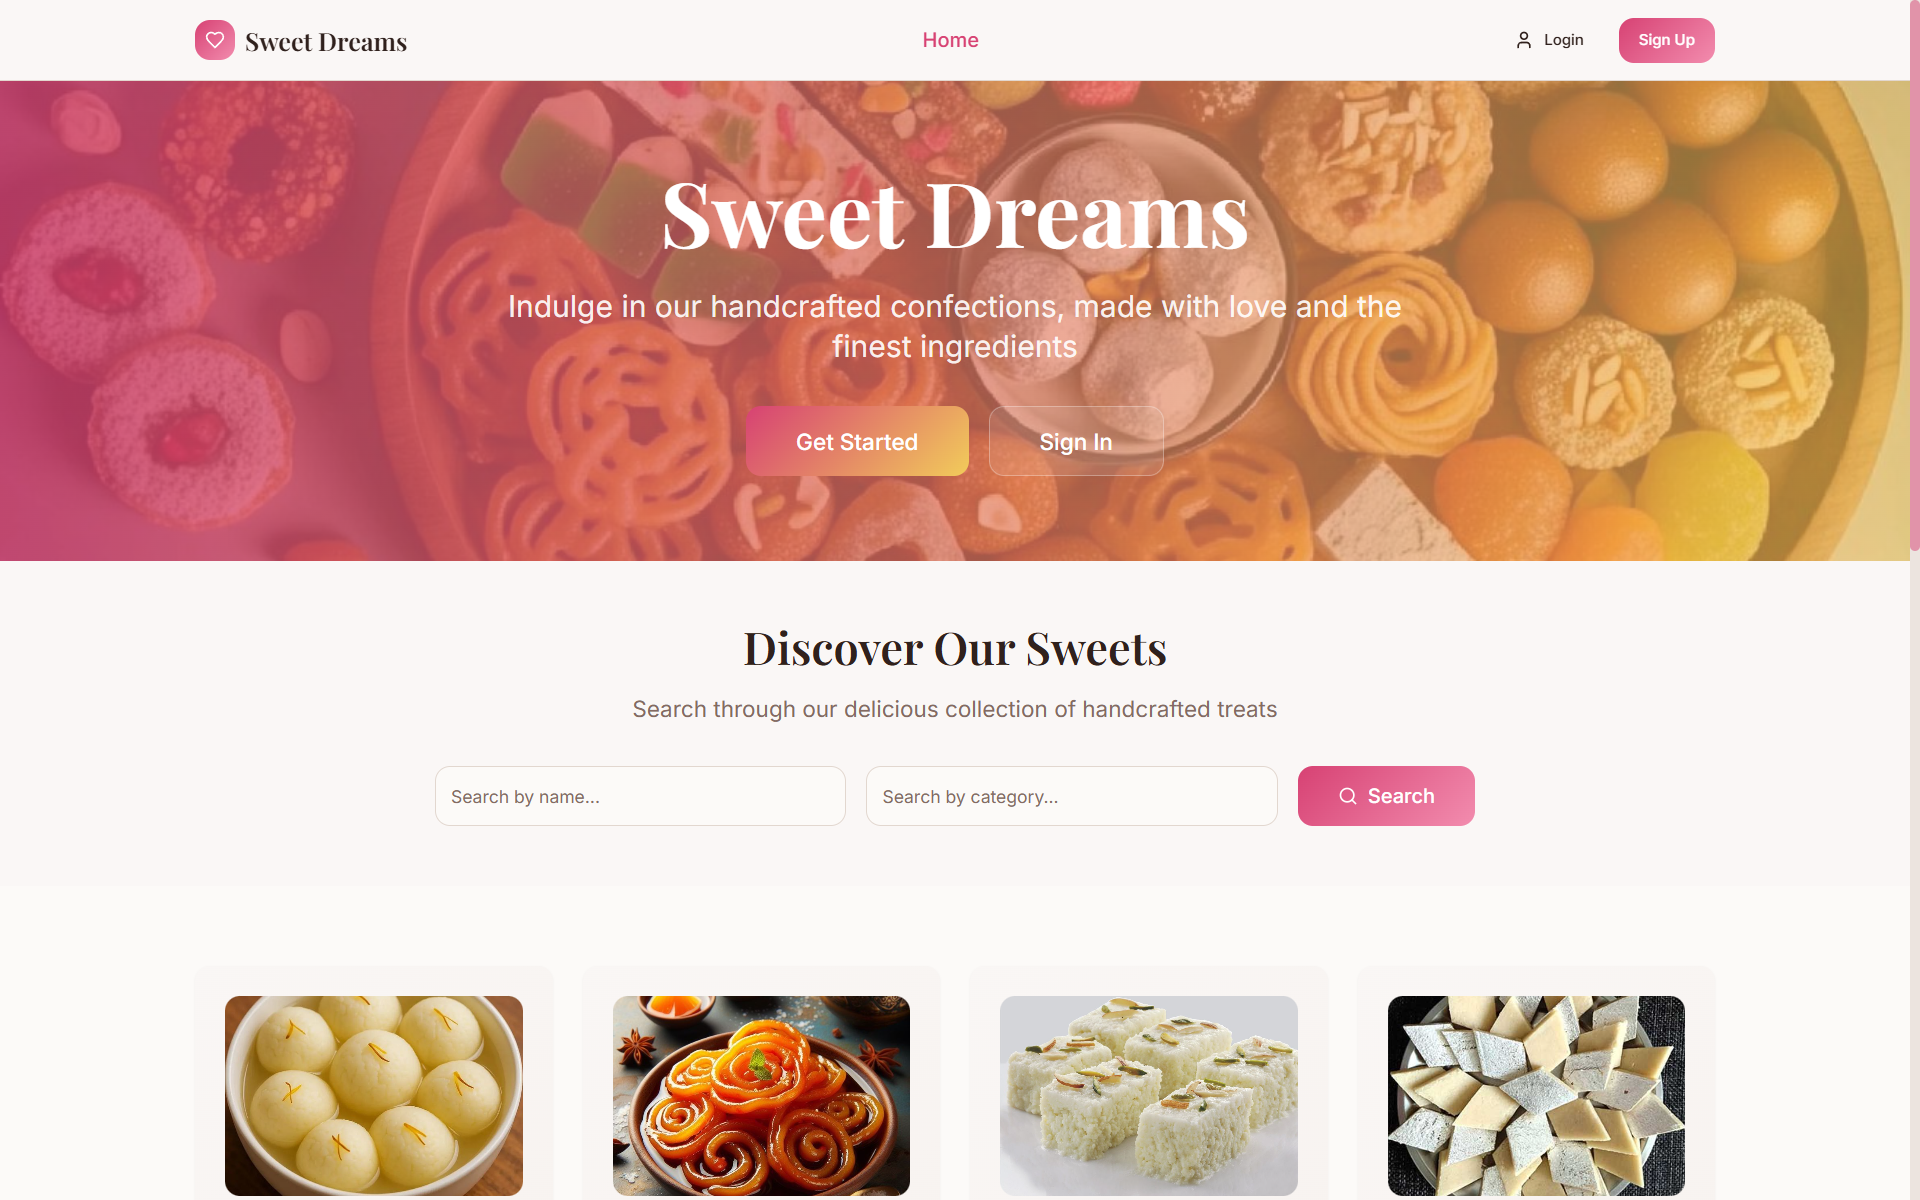 Sweet Dreams
Home
Login
Sign Up
Sweet Dreams
Indulge in our handcrafted confections, made with love and the
finest ingredients
Get Started
Sign In
Discover Our Sweets
Search through our delicious collection of handcrafted treats
Search by name...
Search by category...
Search